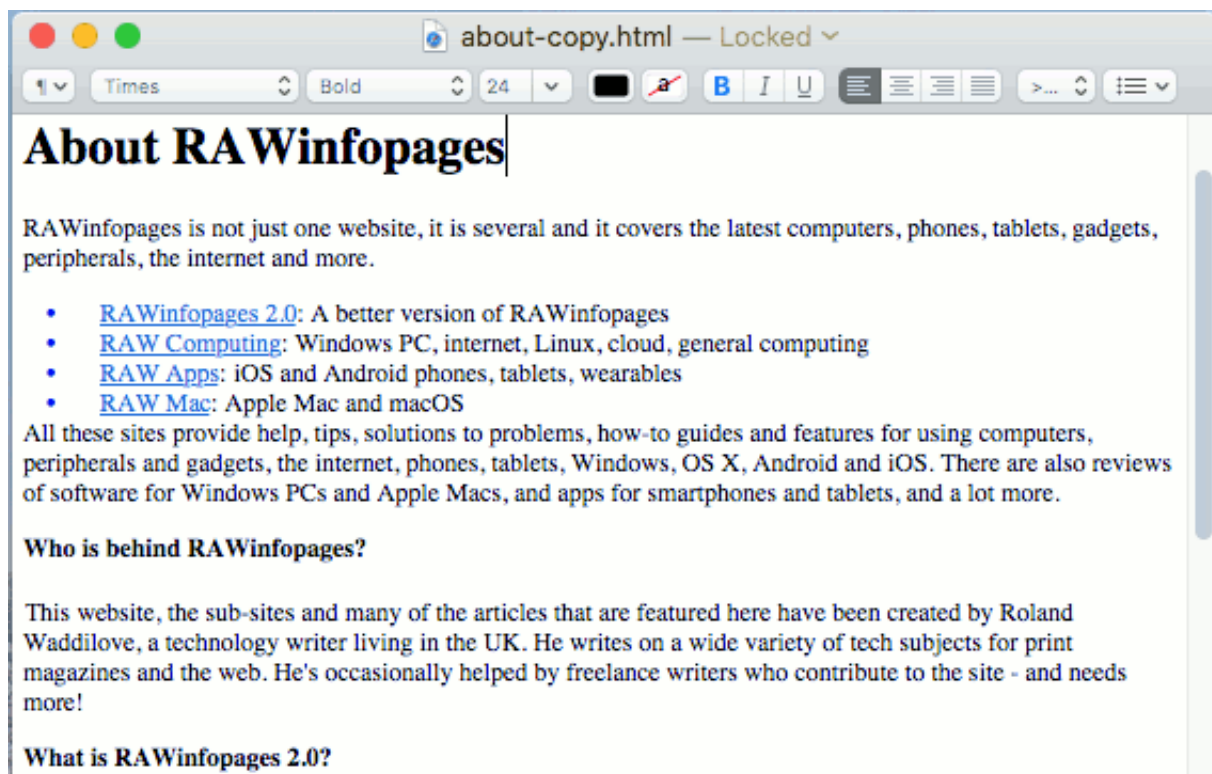 about-copy.html — Locked
Times Bold 24 a B I U >...
About RAWinfopages
RAWinfopages is not just one website, it is several and it covers the latest computers, phones, tablets, gadgets,
peripherals, the internet and more.
• RAWinfopages 2.0: A better version of RAWinfopages
• RAW Computing: Windows PC, internet, Linux, cloud, general computing
• RAW Apps: iOS and Android phones, tablets, wearables
• RAW Mac: Apple Mac and macOS
All these sites provide help, tips, solutions to problems, how-to guides and features for using computers,
peripherals and gadgets, the internet, phones, tablets, Windows, OS X, Android and iOS. There are also reviews
of software for Windows PCs and Apple Macs, and apps for smartphones and tablets, and a lot more.
Who is behind RAWinfopages?
This website, the sub-sites and many of the articles that are featured here have been created by Roland
Waddilove, a technology writer living in the UK. He writes on a wide variety of tech subjects for print
magazines and the web. He's occasionally helped by freelance writers who contribute to the site - and needs
more!
What is RAWinfopages 2.0?